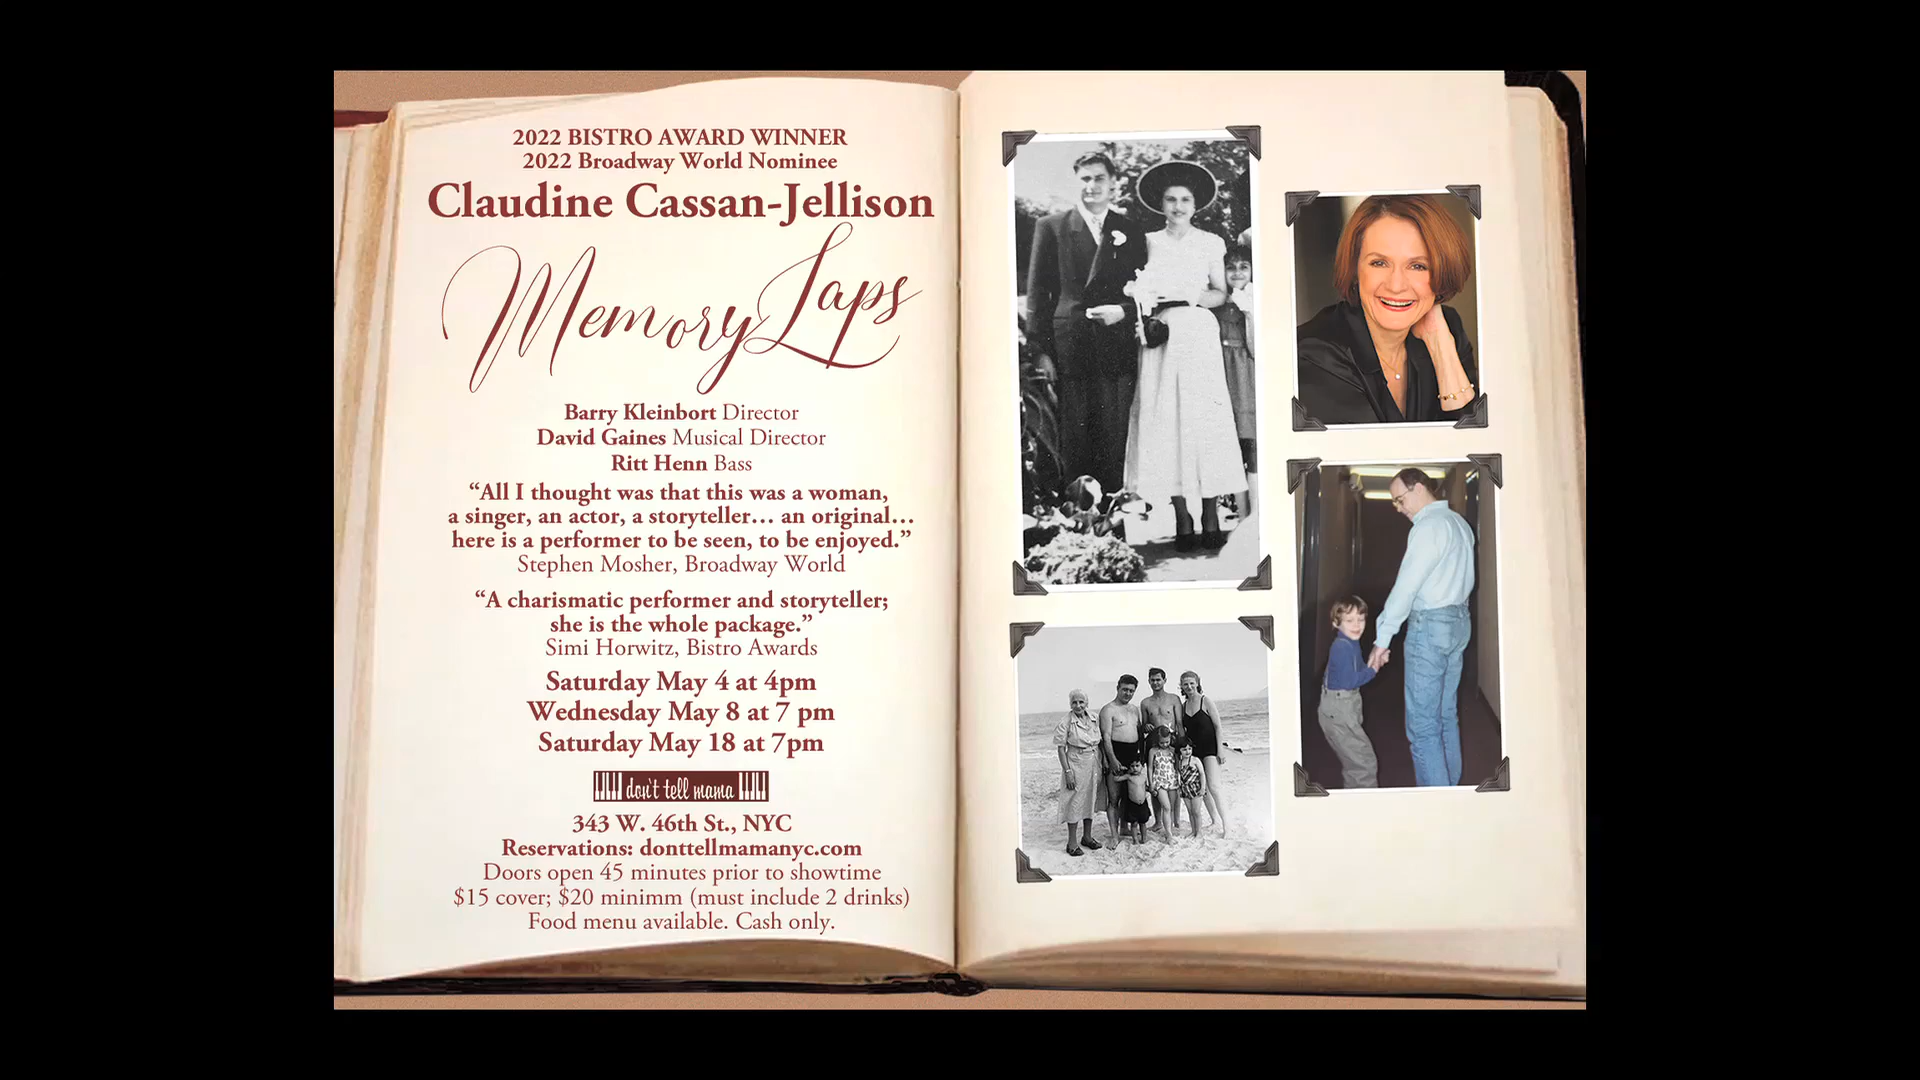 2022 BISTRO AWARD WINNER
2022 Broadway World Nominee
Claudine Cassan-Jellison
Memory Laps
Barry Kleinbort Director
David Gaines Musical Director
Ritt Henn Bass
“All I thought was that this was a woman,
a singer, an actor, a storyteller… an original…
here is a performer to be seen, to be enjoyed.”
Stephen Mosher, Broadway World
“A charismatic performer and storyteller;
she is the whole package.”
Simi Horwitz, Bistro Awards
Saturday May 4 at 4pm
Wednesday May 8 at 7 pm
Saturday May 18 at 7pm
don't tell mama
343 W. 46th St., NYC
Reservations: donttellmamanyc.com
Doors open 45 minutes prior to showtime
$15 cover; $20 minimm (must include 2 drinks)
Food menu available. Cash only.